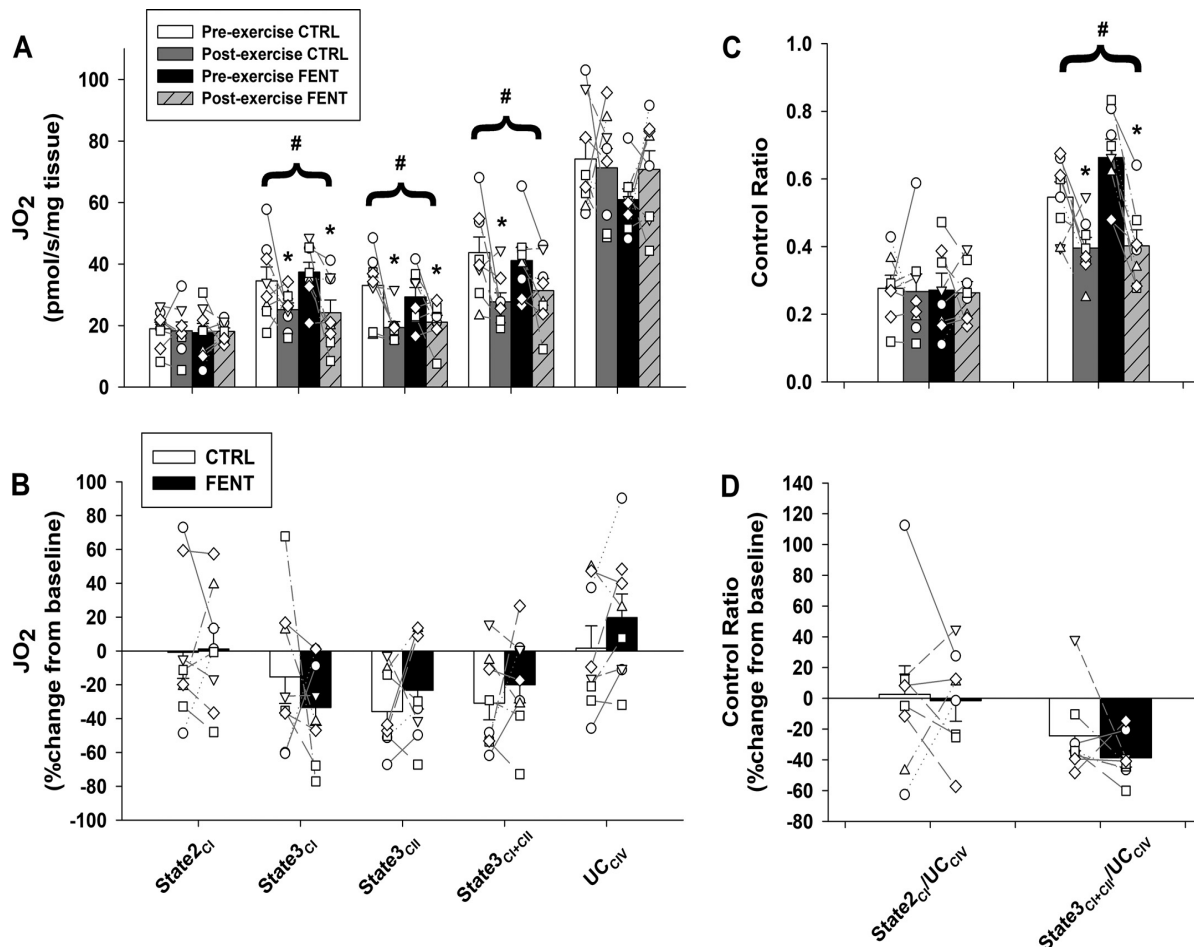 A
Pre-exercise CTRL
Post-exercise CTRL
Pre-exercise FENT
Post-exercise FENT
JO2
(pmol/s/mg tissue)
100
80
60
40
20
0
#
#
#
*
*
*
*
*
C
Control Ratio
1.0
0.8
0.6
0.4
0.2
0.0
#
*
*
B
CTRL
FENT
JO2
(%change from baseline)
100
80
60
40
20
0
-20
-40
-60
-80
-100
State2CI
State3CI
State3CII
State3CI+CII
UCCIV
D
Control Ratio
(%change from baseline)
140
120
100
80
60
40
20
0
-20
-40
-60
-80
State2CI/UCCIV
State3CI+CII/UCCIV